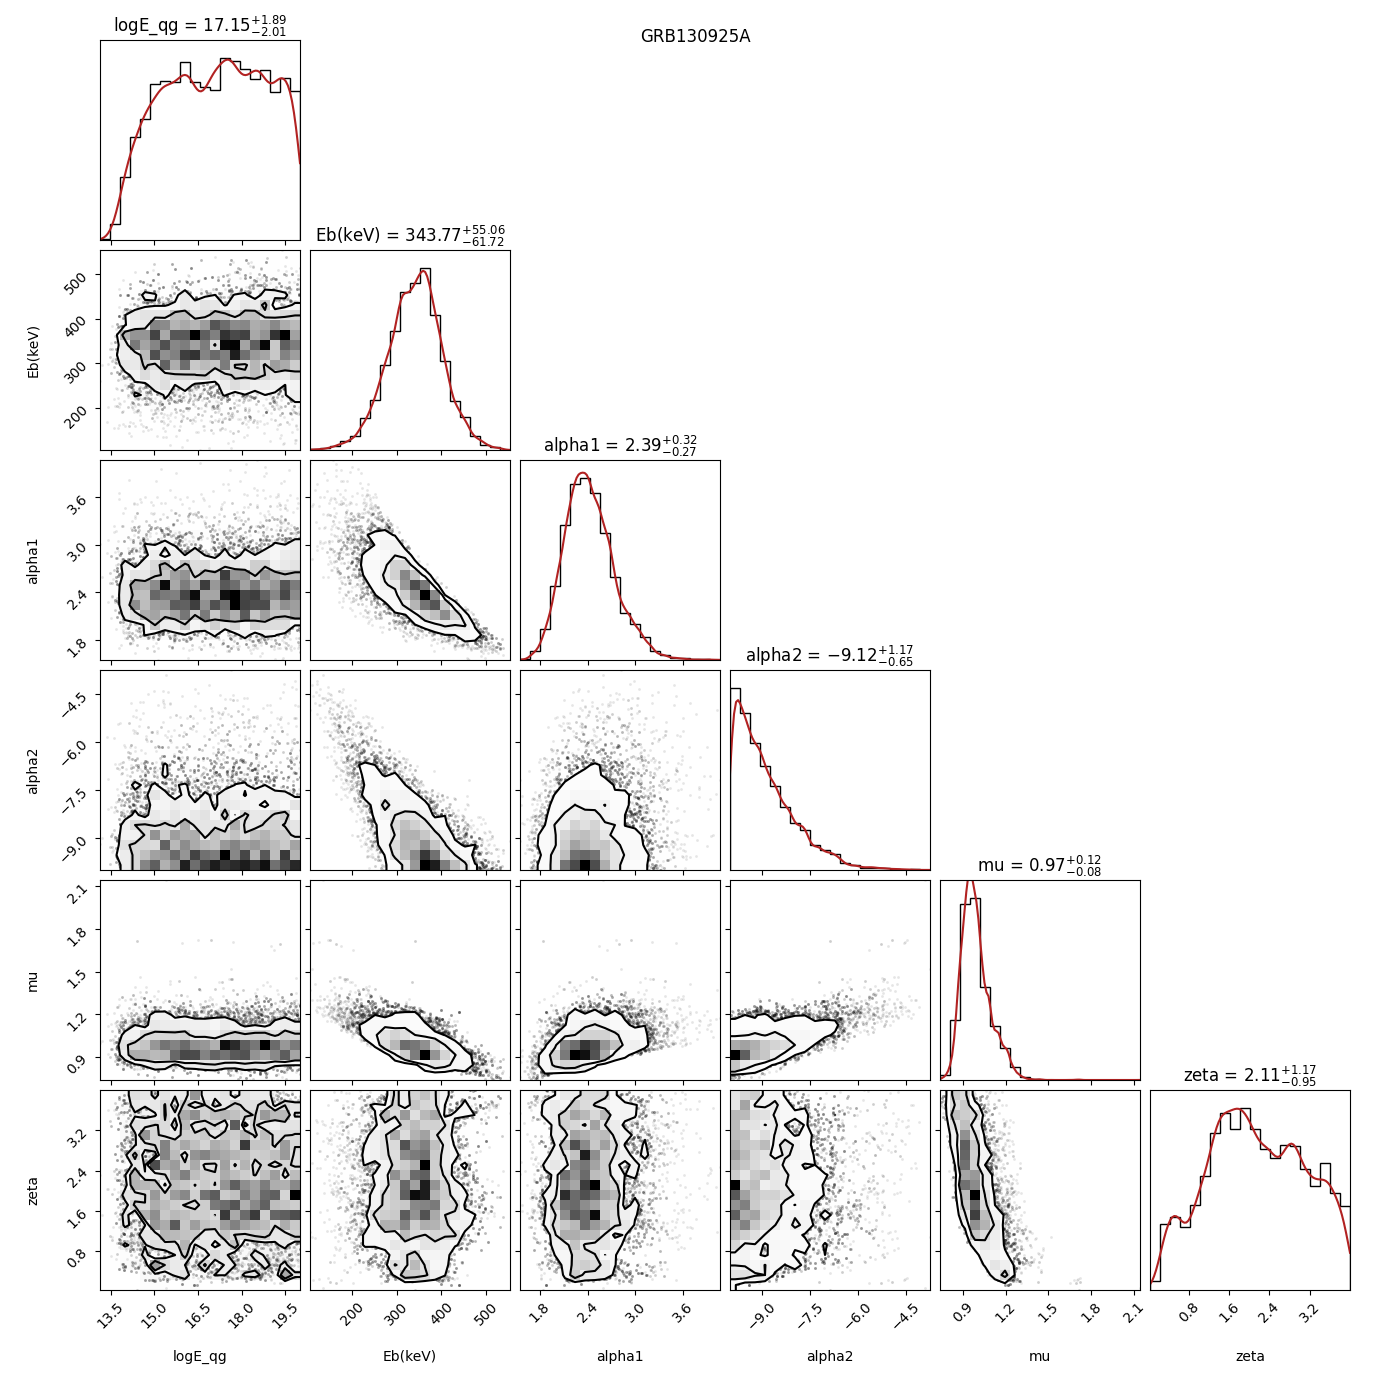 logE_qg = 17.15+1.89−2.01
GRB130925A
Eb(keV) = 343.77+55.06−61.72
500
400
300
200
Eb(keV)
alpha1 = 2.39+0.32−0.27
3.6
3.0
2.4
1.8
alpha1
alpha2 = −9.12+1.17−0.65
−4.5
−6.0
−7.5
−9.0
alpha2
mu = 0.97+0.12−0.08
2.1
1.8
1.5
1.2
0.9
mu
zeta = 2.11+1.17−0.95
3.2
2.4
1.6
0.8
zeta
13.5 15.0 16.5 18.0 19.5 200 300 400 500 1.8 2.4 3.0 3.6 −9.0 −7.5 −6.0 −4.5 0.9 1.2 1.5 1.8 2.1 0.8 1.6 2.4 3.2
logE_qg Eb(keV) alpha1 alpha2 mu zeta